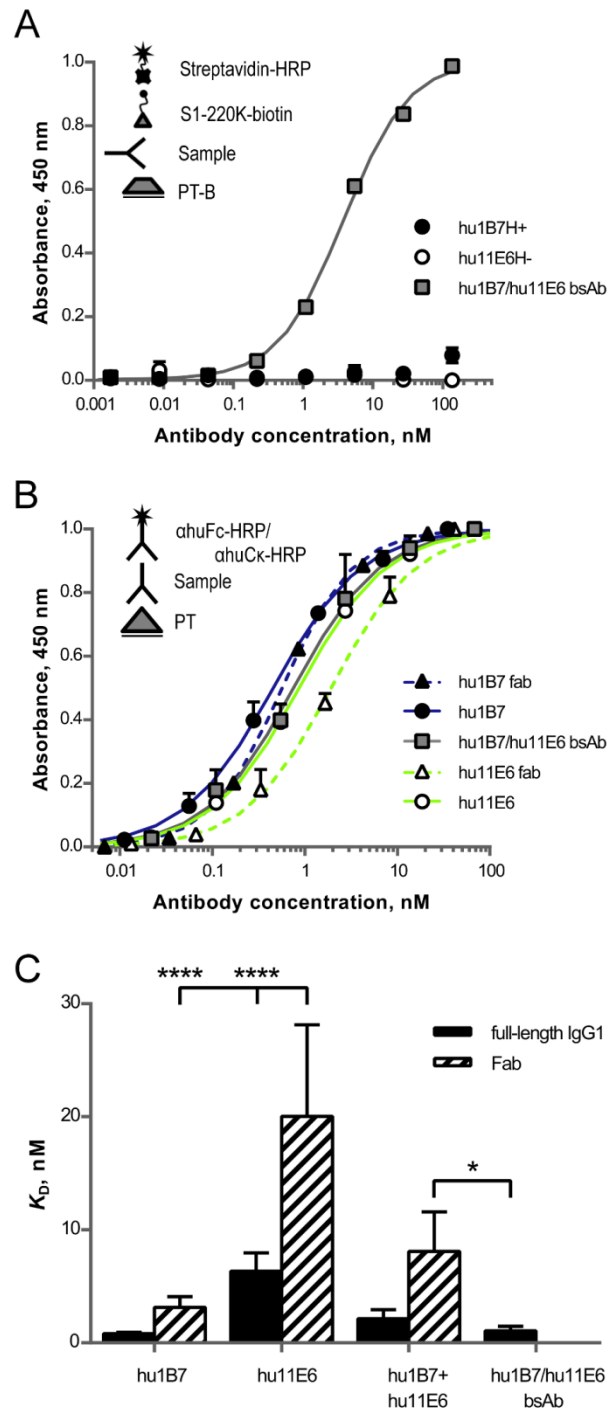 A
Streptavidin-HRP
S1-220K-biotin
Sample
PT-B
Absorbance, 450 nm
1.0
0.8
0.6
0.4
0.2
0.0
hu1B7H+
hu11E6H-
hu1B7/hu11E6 bsAb
0.001 0.01 0.1 1 10 100
Antibody concentration, nM
B
αhuFc-HRP/
αhuCκ-HRP
Sample
PT
Absorbance, 450 nm
1.0
0.8
0.6
0.4
0.2
0.0
hu1B7 fab
hu1B7
hu1B7/hu11E6 bsAb
hu11E6 fab
hu11E6
0.01 0.1 1 10 100
Antibody concentration, nM
C
**** ****
full-length IgG1
Fab
*
KD, nM
30
20
10
0
hu1B7 hu11E6 hu1B7+ hu1B7/hu11E6
hu11E6 bsAb